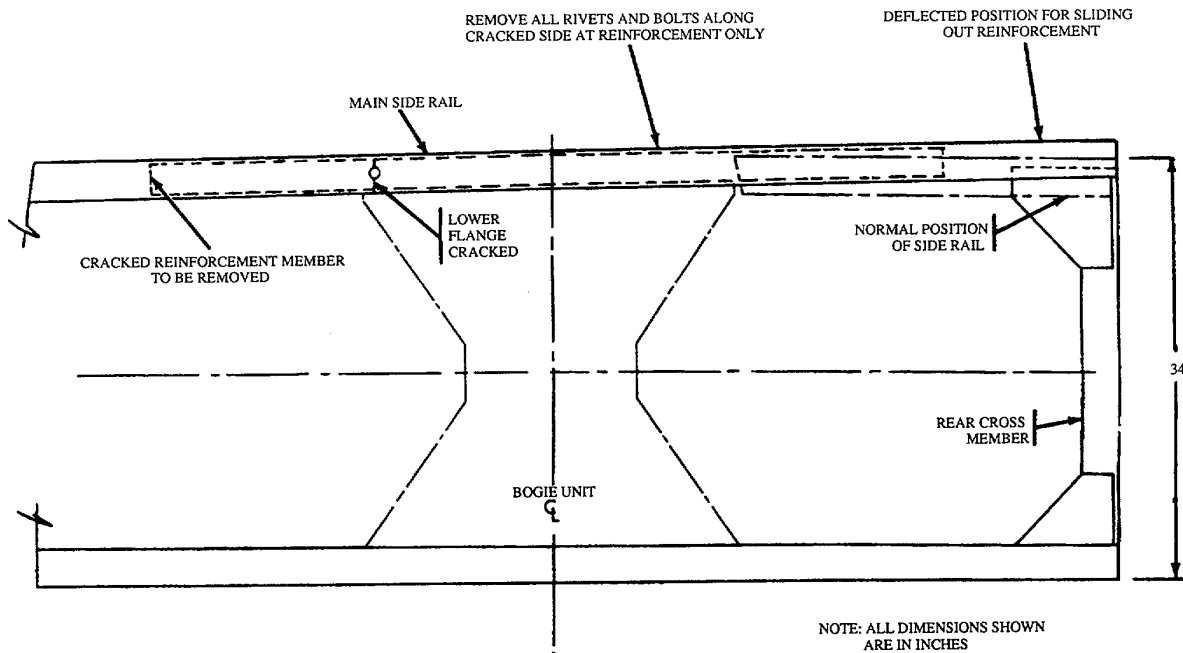 REMOVE ALL RIVETS AND BOLTS ALONG
CRACKED SIDE AT REINFORCEMENT ONLY
DEFLECTED POSITION FOR SLIDING
OUT REINFORCEMENT
MAIN SIDE RAIL
LOWER
FLANGE
CRACKED
NORMAL POSITION
OF SIDE RAIL
CRACKED REINFORCEMENT MEMBER
TO BE REMOVED
34
REAR CROSS
MEMBER
BOGIE UNIT
℄
NOTE: ALL DIMENSIONS SHOWN
ARE IN INCHES